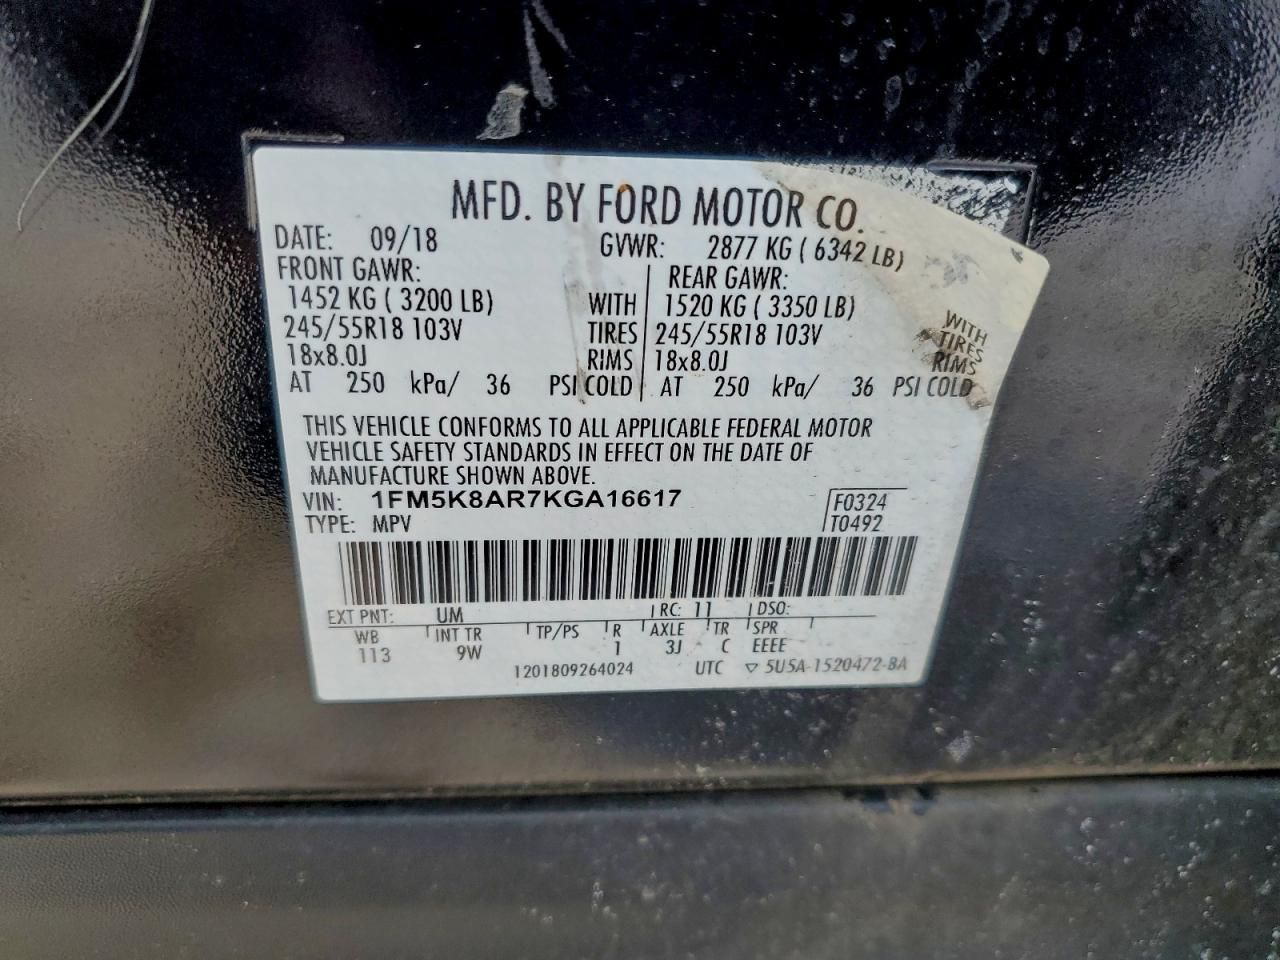 MFD. BY FORD MOTOR CO.
DATE: 09/18 GVWR: 2877 KG ( 6342 LB)
FRONT GAWR: REAR GAWR:
1452 KG ( 3200 LB) WITH 1520 KG ( 3350 LB) WITH
245/55R18 103V TIRES 245/55R18 103V TIRES
18x8.0J RIMS 18x8.0J RIMS
AT 250 kPa/ 36 PSI COLD AT 250 kPa/ 36 PSI COLD
THIS VEHICLE CONFORMS TO ALL APPLICABLE FEDERAL MOTOR
VEHICLE SAFETY STANDARDS IN EFFECT ON THE DATE OF
MANUFACTURE SHOWN ABOVE.
VIN: 1FM5K8AR7KGA16617 F0324
TYPE: MPV T0492
EXT PNT: UM RC: 11 DSO:
WB INT TR TP/PS R AXLE TR SPR
113 9W 1 3J C EEEE
1201809264024 UTC ▽ 5U5A-1520472-BA